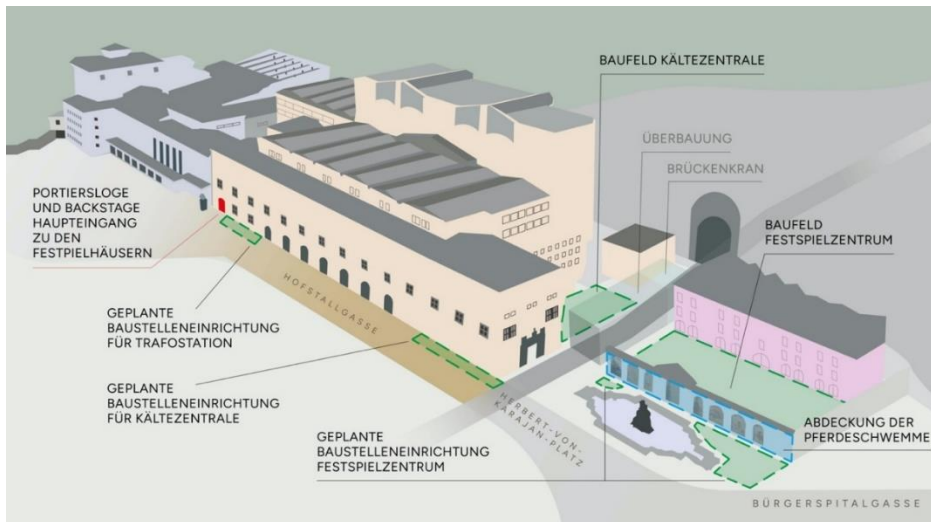 BAUFELD KÄLTEZENTRALE
ÜBERBAUUNG
BRÜCKENKRAN
PORTIERSLOGE
UND BACKSTAGE
HAUPTEINGANG
ZU DEN
FESTPIELHÄUSERN
BAUFELD
FESTSPIELZENTRUM
HOFSTALLGASSE
GEPLANTE
BAUSTELLENEINRICHTUNG
FÜR TRAFOSTATION
GEPLANTE
BAUSTELLENEINRICHTUNG
FÜR KÄLTEZENTRALE
HERBERT-VON-
KARAJAN-PLATZ
GEPLANTE
BAUSTELLENEINRICHTUNG
FESTSPIELZENTRUM
ABDECKUNG DER
PFERDESCHWEMME
BÜRGERSPITALGASSE